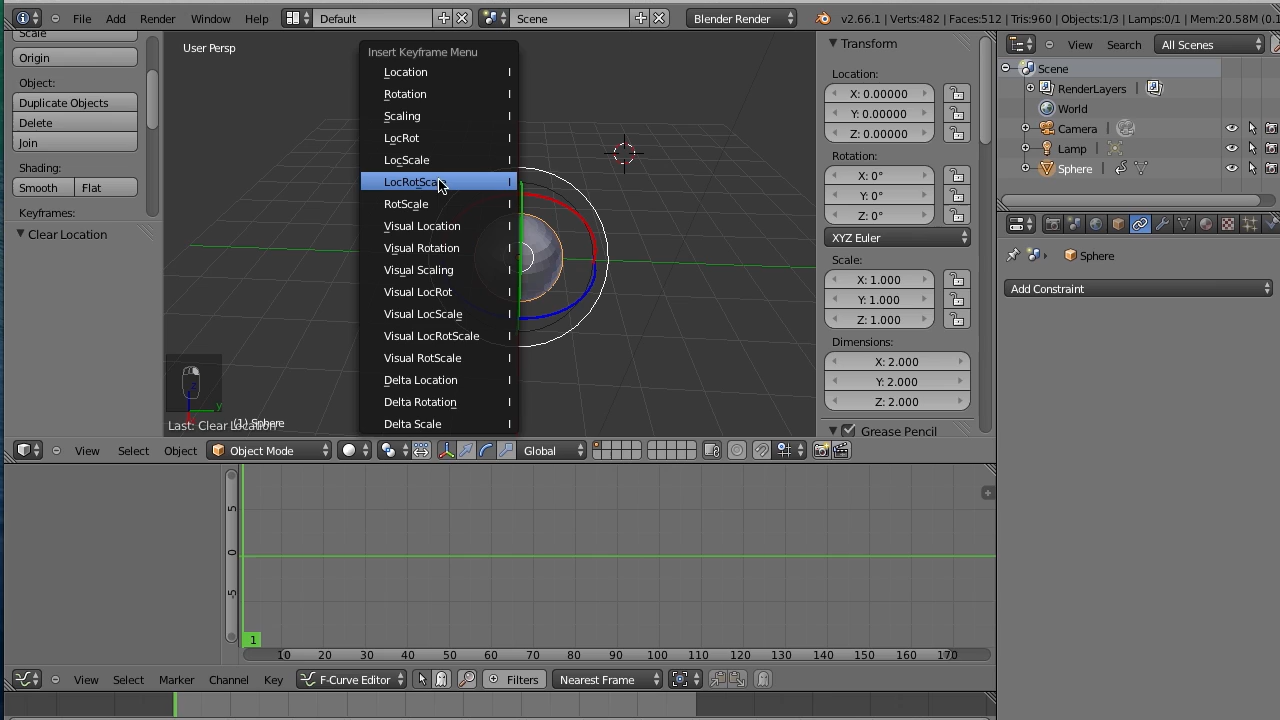 File Add Render Window Help Default Scene Blender Render v2.66.1 | Verts:482 | Faces:512 | Tris:960 | Objects:1/3 | Lamps:0/1 | Mem:20.58M
Scale
Origin
Object:
Duplicate Objects
Delete
Join
Shading:
Smooth Flat
Keyframes:
Clear Location
User Persp
Insert Keyframe Menu
Location I
Rotation I
Scaling I
LocRot I
LocScale I
LocRotScale I
RotScale I
Visual Location I
Visual Rotation I
Visual Scaling I
Visual LocRot I
Visual LocScale I
Visual LocRotScale I
Visual RotScale I
Delta Location I
Delta Rotation I
Delta Scale I
z
y
Last: Clear Location
(1) Sphere
Transform
Location:
X: 0.00000
Y: 0.00000
Z: 0.00000
Rotation:
X: 0°
Y: 0°
Z: 0°
XYZ Euler
Scale:
X: 1.000
Y: 1.000
Z: 1.000
Dimensions:
X: 2.000
Y: 2.000
Z: 2.000
Grease Pencil
View Search All Scenes
Scene
RenderLayers
World
Camera
Lamp
Sphere
Sphere
Add Constraint
View Select Object Object Mode Global
5
0
-5
1
10 20 30 40 50 60 70 80 90 100 110 120 130 140 150 160 170
View Select Marker Channel Key F-Curve Editor Filters Nearest Frame